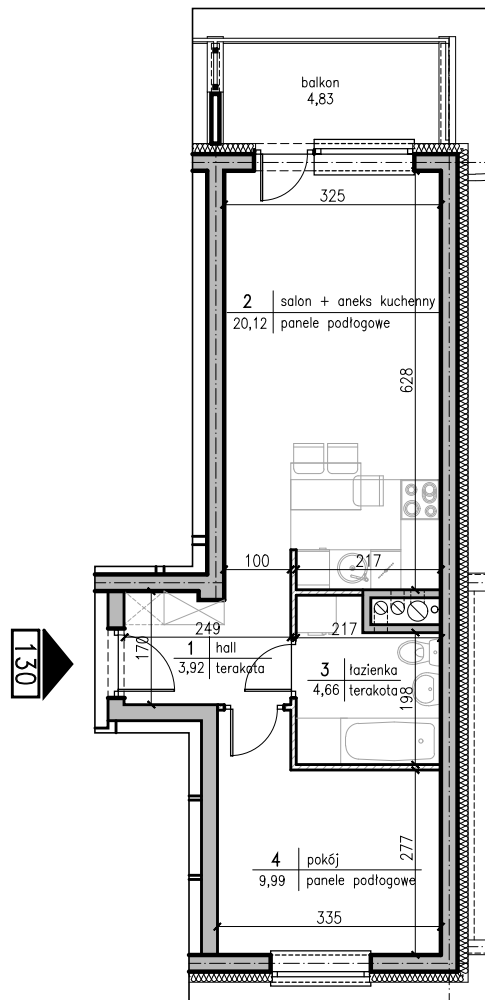 balkon
4,83
325
2 salon + aneks kuchenny
20,12 panele podłogowe
628
100
217
249
217
170
1 hall
3,92 terakota
130
3 łazienka
4,66 terakota
198
277
4 pokój
9,99 panele podłogowe
335